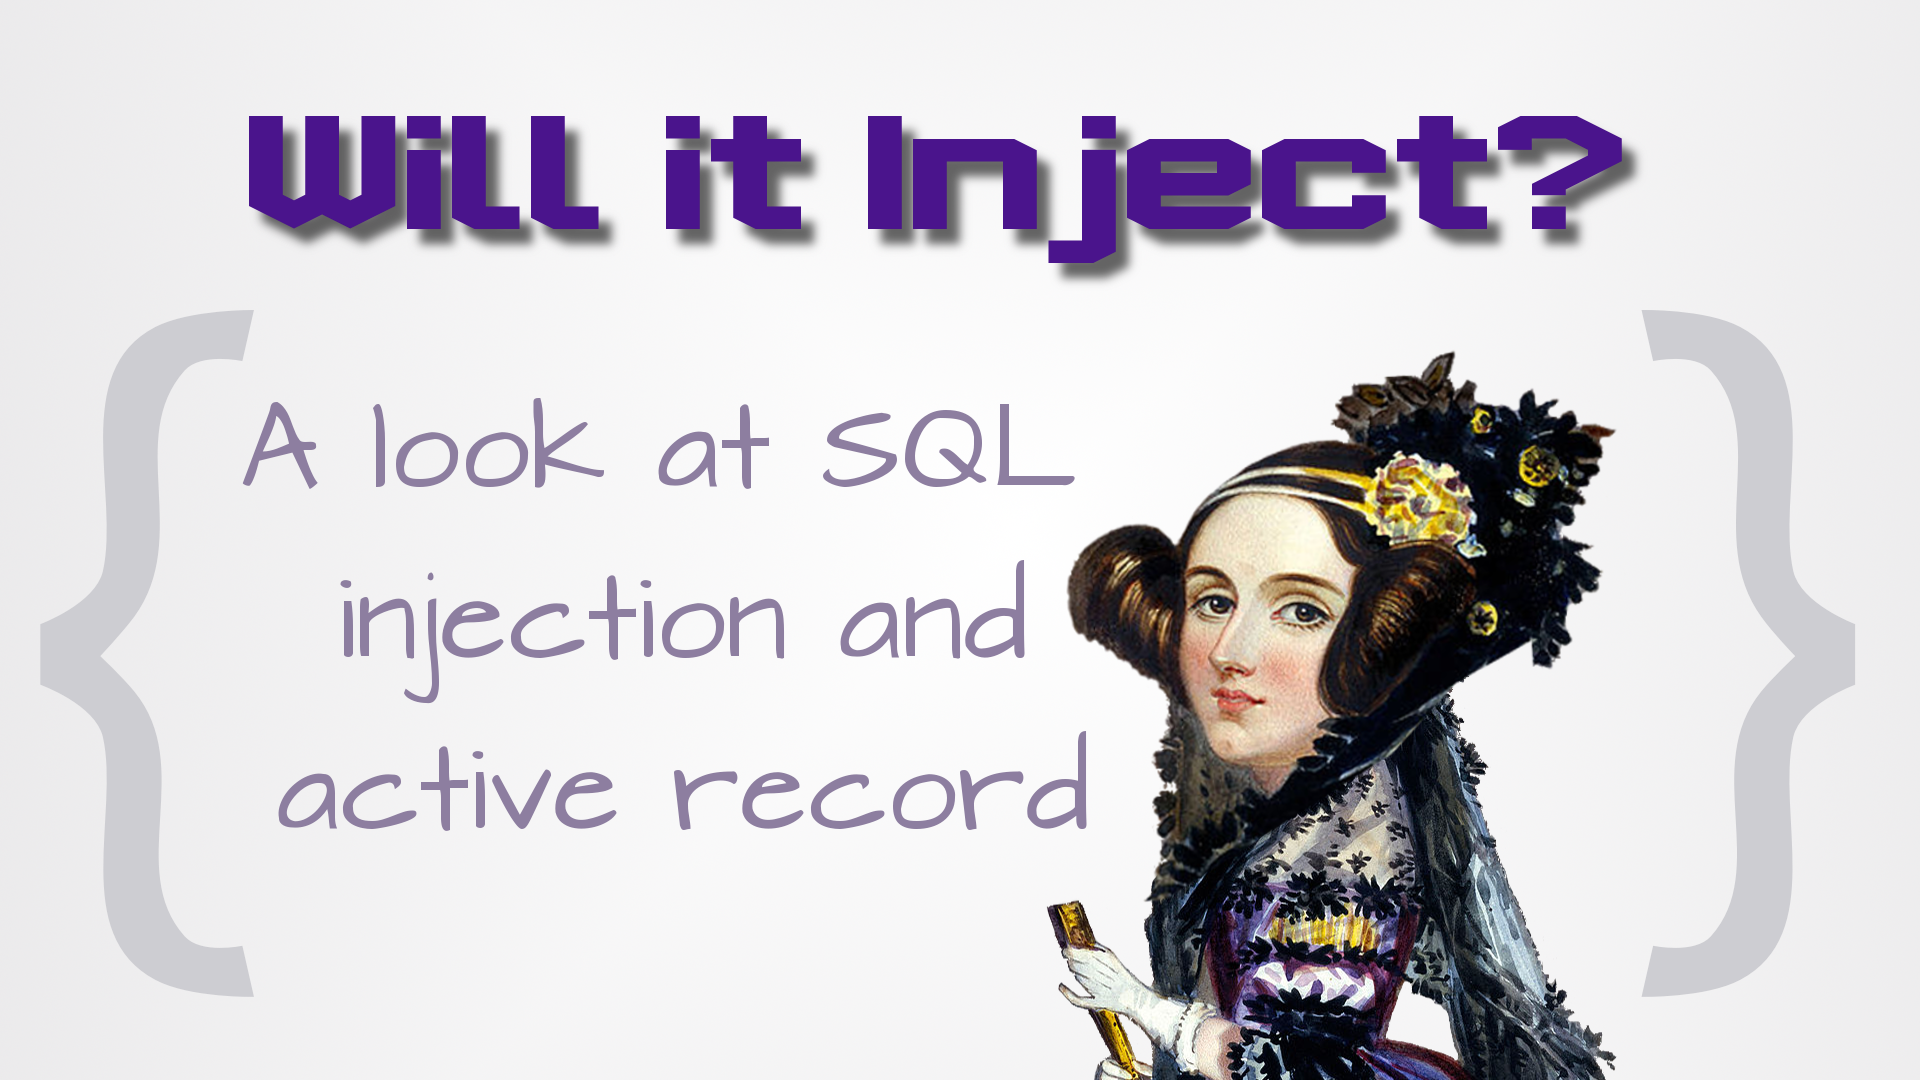 Will it Inject?
A look at SQL
injection and
active record